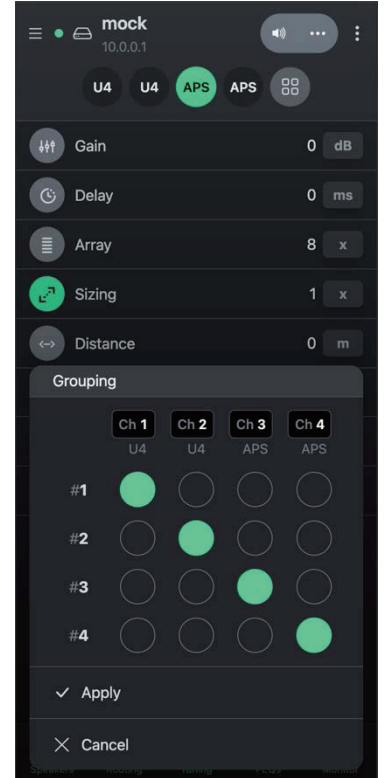 mock
10.0.0.1
U4 U4 APS APS
Gain 0 dB
Delay 0 ms
Array 8 x
Sizing 1 x
Distance 0 m
Grouping
Ch 1 Ch 2 Ch 3 Ch 4
U4 U4 APS APS
#1
#2
#3
#4
Apply
Cancel